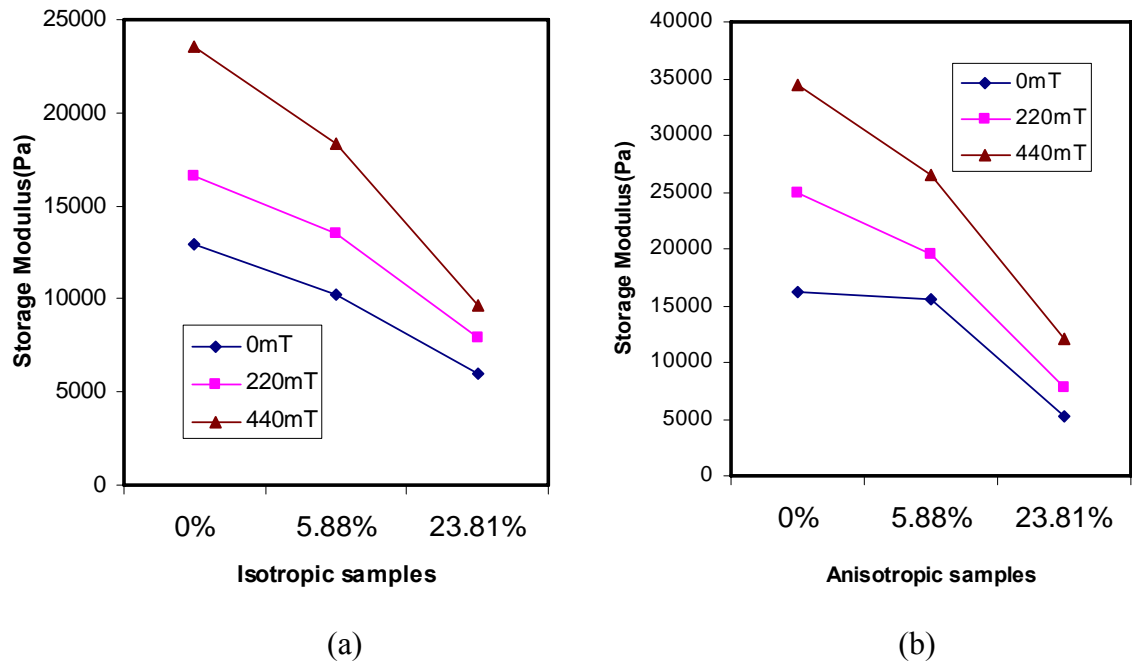 25000
20000
15000
10000
5000
0
Storage Modulus(Pa)
0mT
220mT
440mT
0%
5.88%
23.81%
Isotropic samples
(a)
40000
35000
30000
25000
20000
15000
10000
5000
0
Storage Modulus(Pa)
0mT
220mT
440mT
0%
5.88%
23.81%
Anisotropic samples
(b)